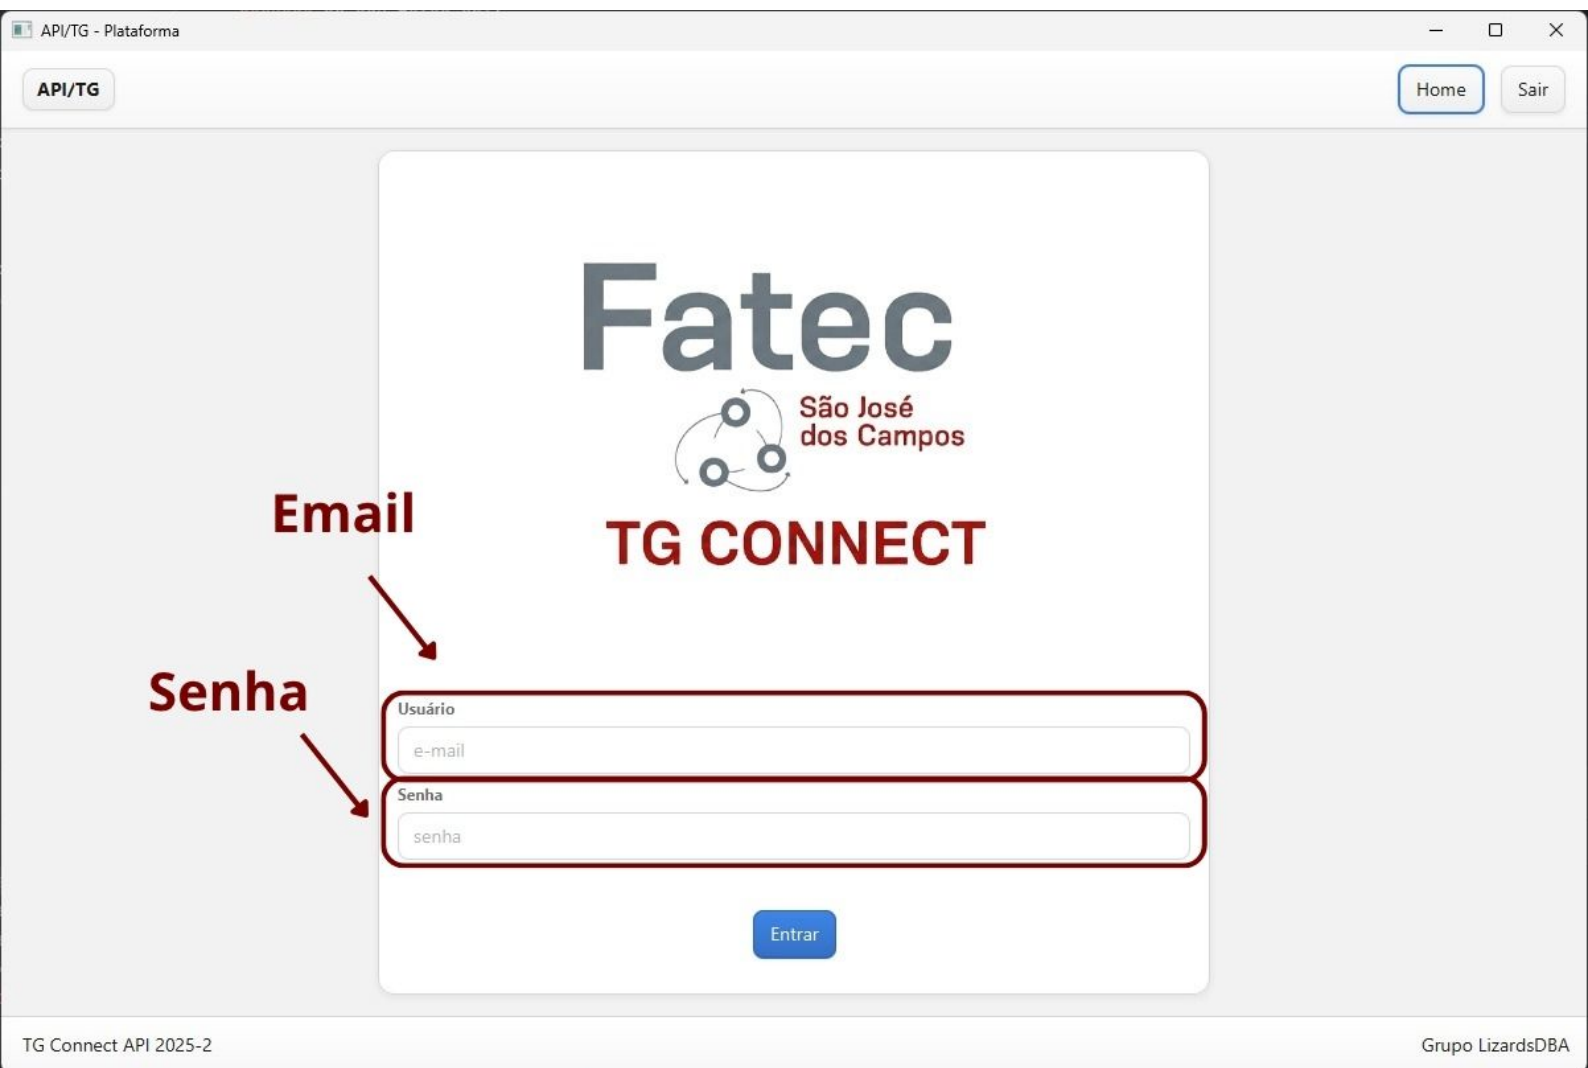 API/TG - Plataforma
API/TG
Home
Sair
Fatec
São José
dos Campos
TG CONNECT
Email
Senha
Usuário
e-mail
Senha
senha
Entrar
TG Connect API 2025-2
Grupo LizardsDBA